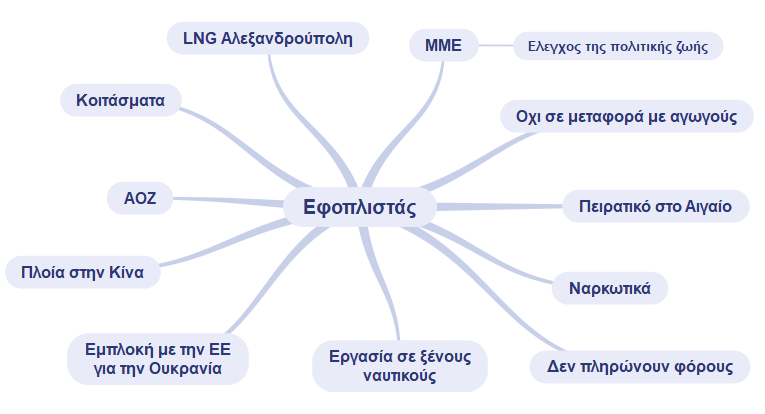 LNG Αλεξανδρούπολη
ΜΜΕ
Ελεγχος της πολιτικής ζωής
Κοιτάσματα
Οχι σε μεταφορά με αγωγούς
ΑΟΖ
Εφοπλιστάς
Πειρατικό στο Αιγαίο
Πλοία στην Κίνα
Ναρκωτικά
Εμπλοκή με την ΕΕ
για την Ουκρανία
Εργασία σε ξένους
ναυτικούς
Δεν πληρώνουν φόρους